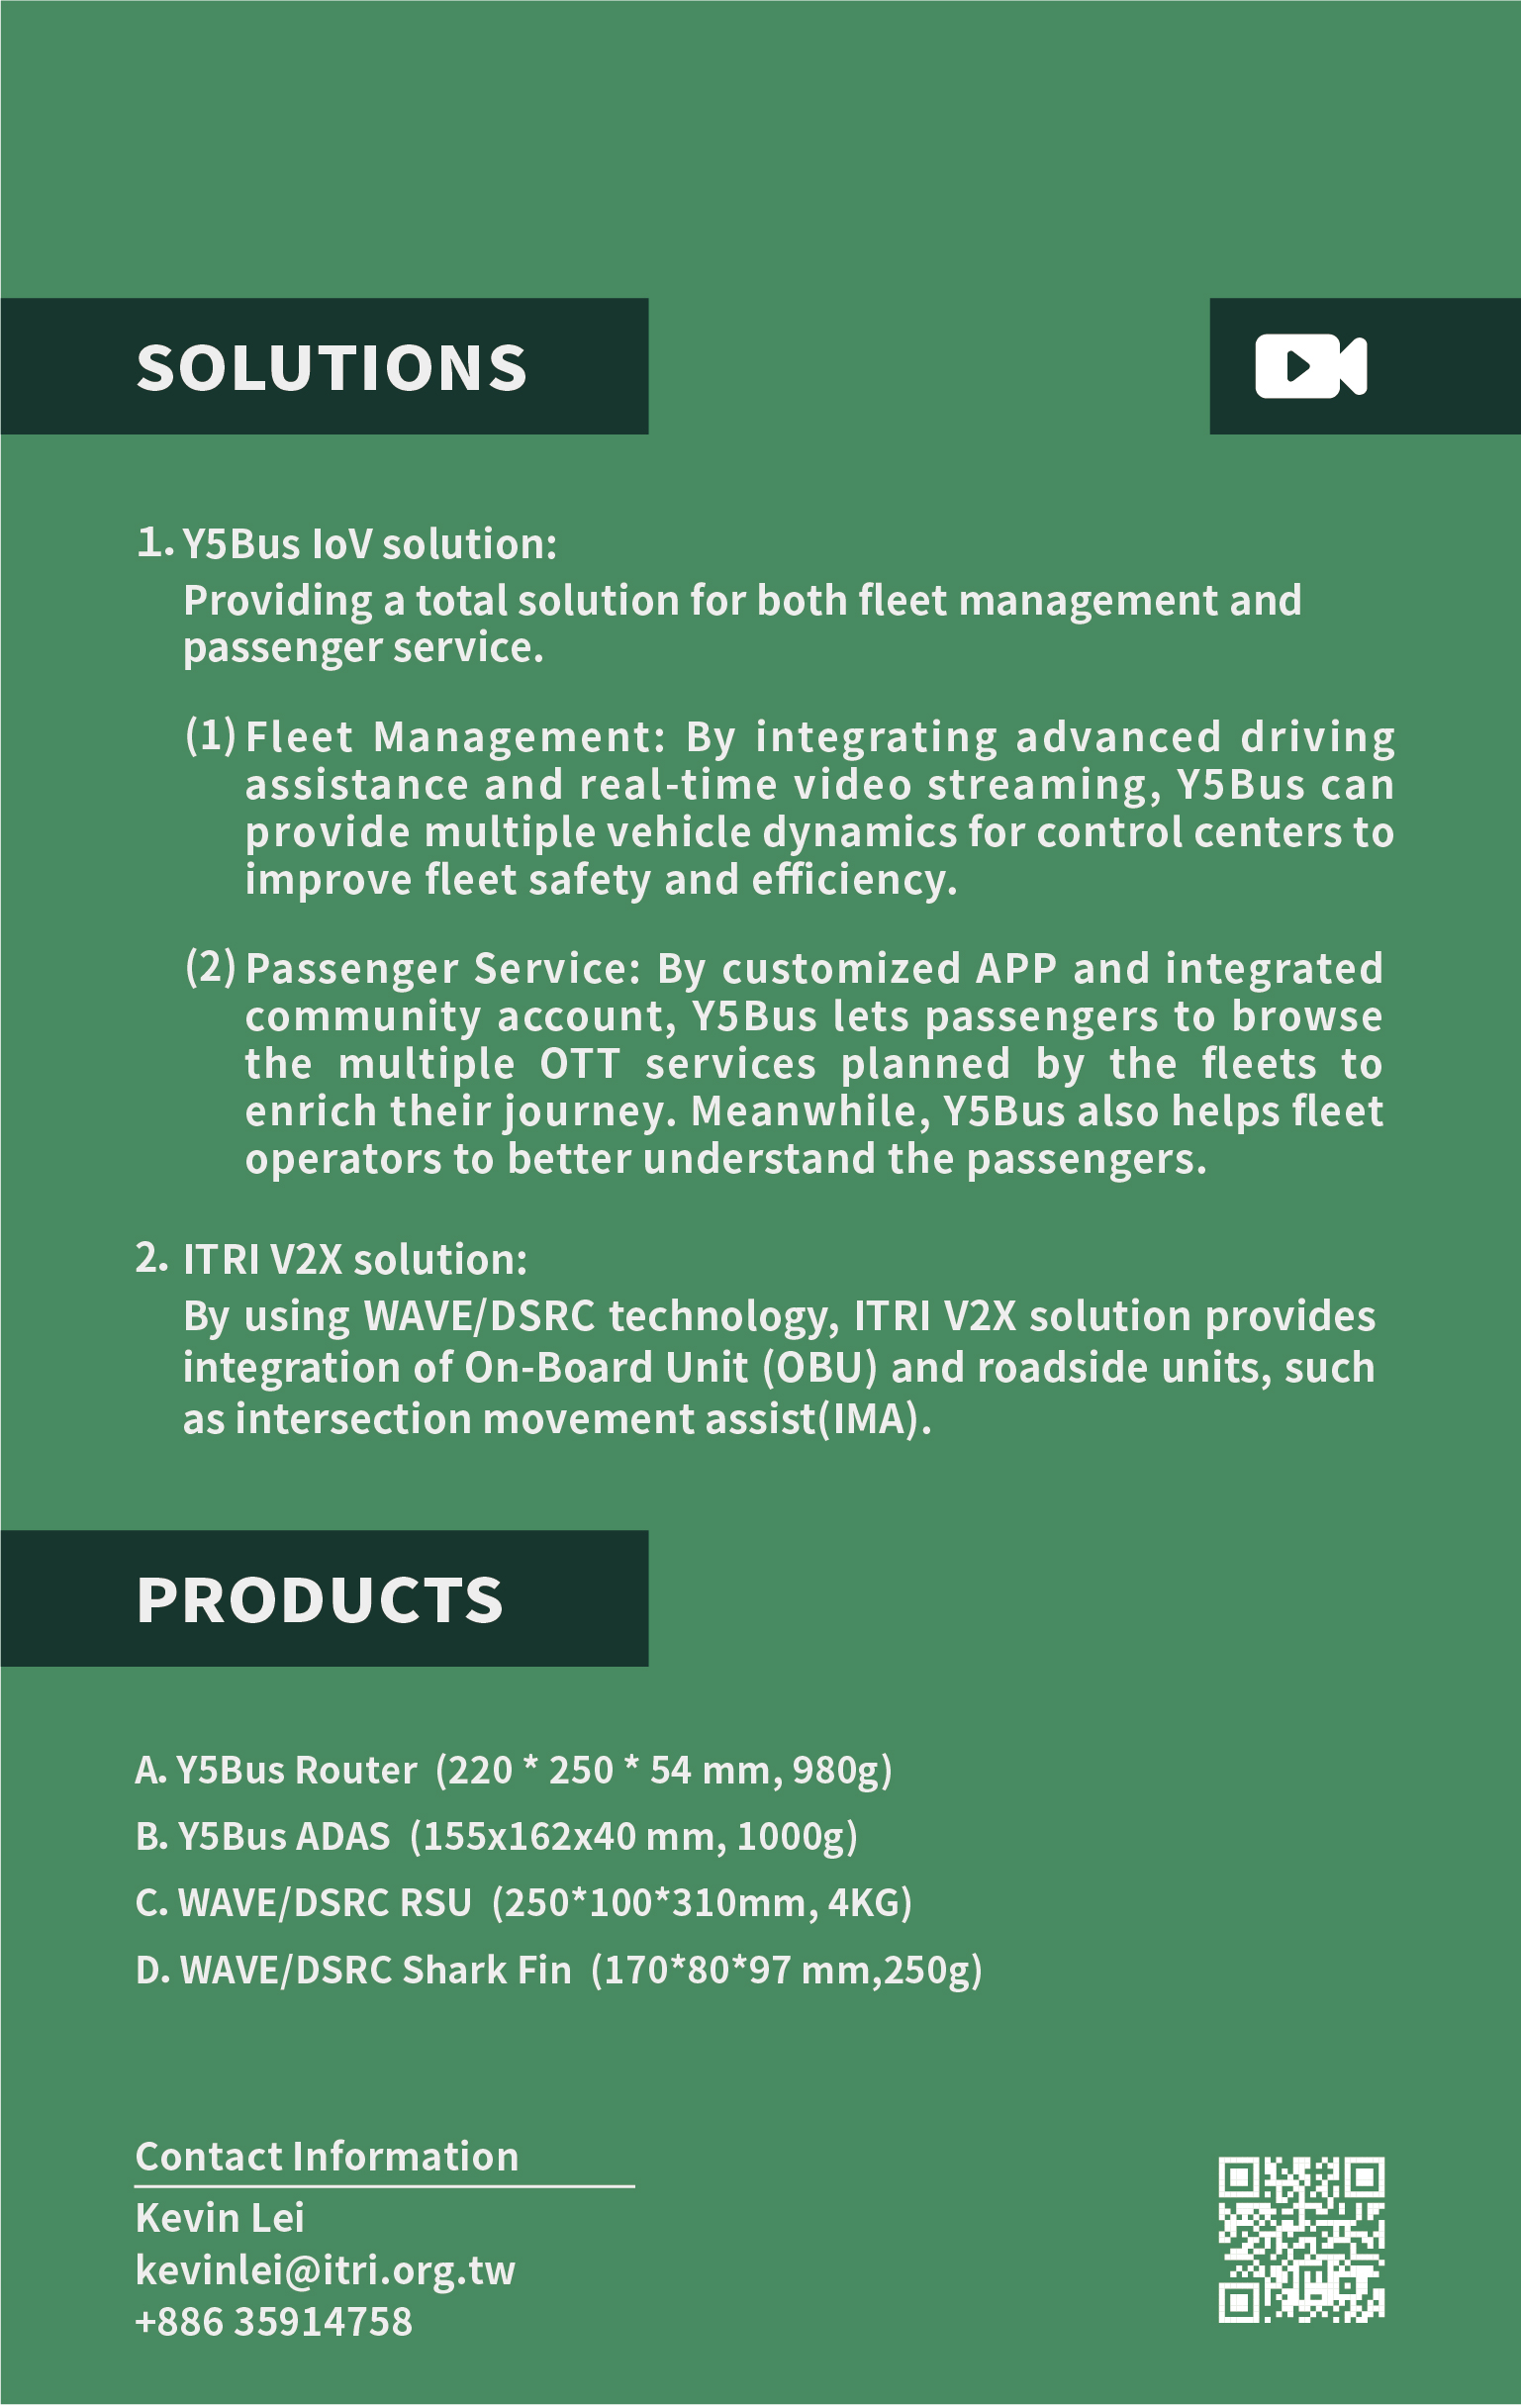 SOLUTIONS
1. Y5Bus IoV solution:
Providing a total solution for both fleet management and
passenger service.
(1) Fleet Management: By integrating advanced driving
assistance and real-time video streaming, Y5Bus can
provide multiple vehicle dynamics for control centers to
improve fleet safety and efficiency.
(2) Passenger Service: By customized APP and integrated
community account, Y5Bus lets passengers to browse
the multiple OTT services planned by the fleets to
enrich their journey. Meanwhile, Y5Bus also helps fleet
operators to better understand the passengers.
2. ITRI V2X solution:
By using WAVE/DSRC technology, ITRI V2X solution provides
integration of On-Board Unit (OBU) and roadside units, such
as intersection movement assist(IMA).
PRODUCTS
A. Y5Bus Router (220 * 250 * 54 mm, 980g)
B. Y5Bus ADAS (155x162x40 mm, 1000g)
C. WAVE/DSRC RSU (250*100*310mm, 4KG)
D. WAVE/DSRC Shark Fin (170*80*97 mm,250g)
Contact Information
Kevin Lei
kevinlei@itri.org.tw
+886 35914758